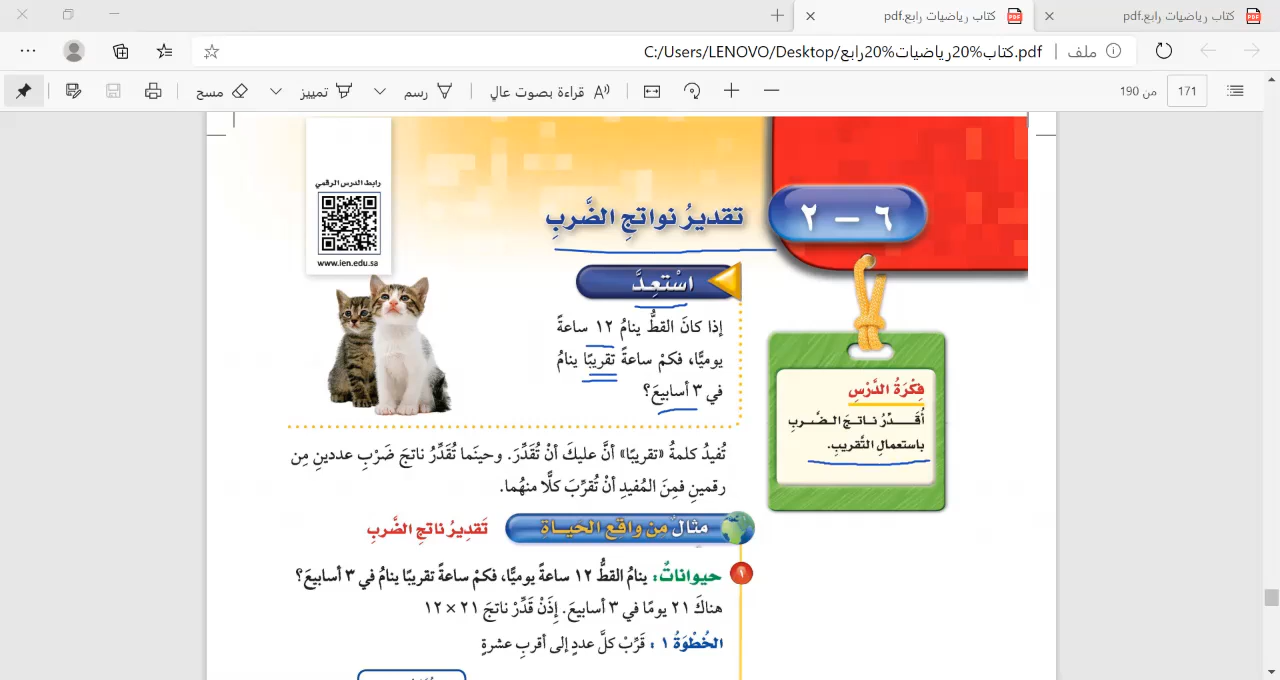 كتاب رياضيات رابع.pdf
كتاب رياضيات رابع.pdf
ملف
C:/Users/LENOVO/Desktop/كتاب%20رياضيات%20رابع.pdf
171
من 190
قراءة بصوت عالٍ
رسم
تمييز
مسح
رابط الدرس الرقمي
www.ien.edu.sa
٦ – ٢
تقديرُ نواتجِ الضَّربِ
اسْتعِدَّ
إذا كانَ القطُّ ينامُ ١٢ ساعةً
يوميًّا، فكمْ ساعةً تقريبًا ينامُ
في ٣ أسابيعَ؟
فِكْرَةُ الدَّرْسِ
أُقَدِّرُ ناتجَ الضَّربِ
باستعمالِ التَّقريبِ.
تُفيدُ كلمةُ «تقريبًا» أنَّ عليكَ أنْ تُقَدِّرَ. وحينَما تُقَدِّرُ ناتجَ ضَرْبِ عددينِ مِن
رقمينِ فمِنَ المُفيدِ أنْ تُقرِّبَ كلًّا منهُما.
مثالٌ مِن واقعِ الحياةِ
تَقدِيرُ ناتجِ الضَّربِ
١ حيواناتٌ: ينامُ القطُّ ١٢ ساعةً يوميًّا، فكمْ ساعةً تقريبًا ينامُ في ٣ أسابيعَ؟
هناكَ ٢١ يومًا في ٣ أسابيعَ. إِذَنْ قَدِّرْ ناتجَ ٢١ × ١٢
الخُطْوَةُ ١ : قَرِّبْ كلَّ عددٍ إلى أقربِ عشرةٍ